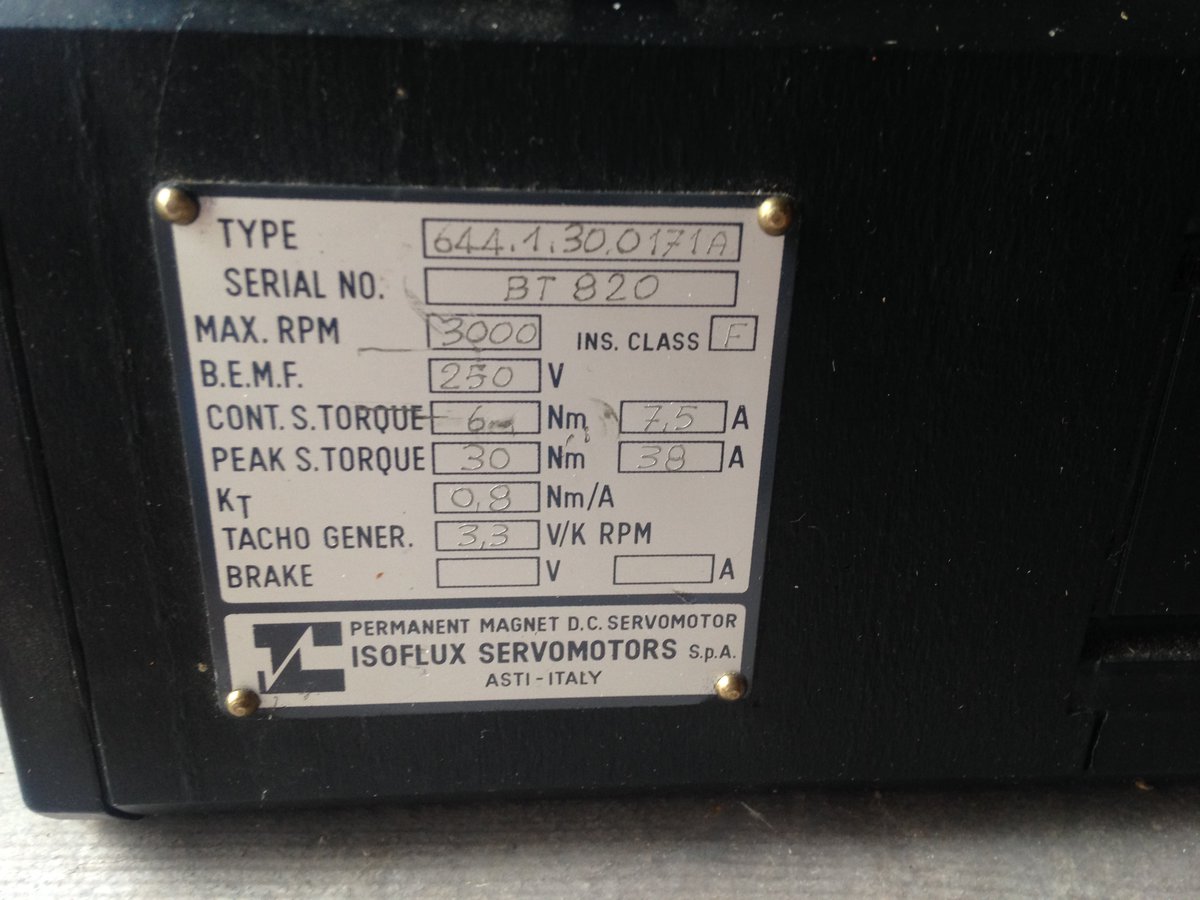 TYPE 644.1.30.0171A
SERIAL NO. BT 820
MAX. RPM 3000 INS. CLASS F
B.E.M.F. 250 V
CONT. S.TORQUE 6 Nm 7,5 A
PEAK S.TORQUE 30 Nm 38 A
KT 0,8 Nm/A
TACHO GENER. 3,3 V/K RPM
BRAKE V A
PERMANENT MAGNET D.C. SERVOMOTOR
ISOFLUX SERVOMOTORS S.p.A.
ASTI - ITALY